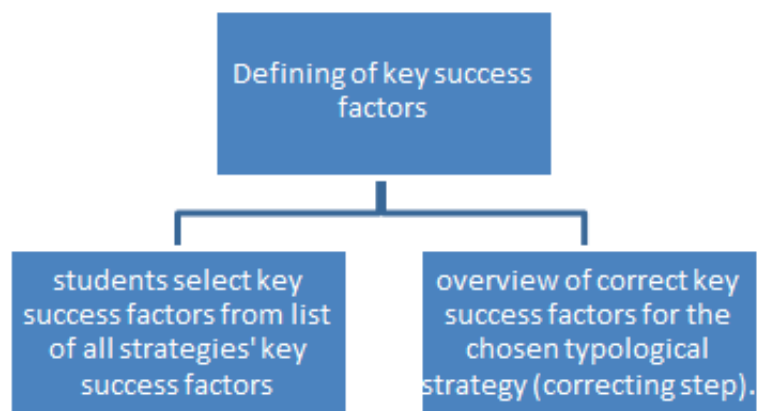 Defining of key success
factors
students select key
success factors from list
of all strategies' key
success factors
overview of correct key
success factors for the
chosen typological
strategy (correcting step).